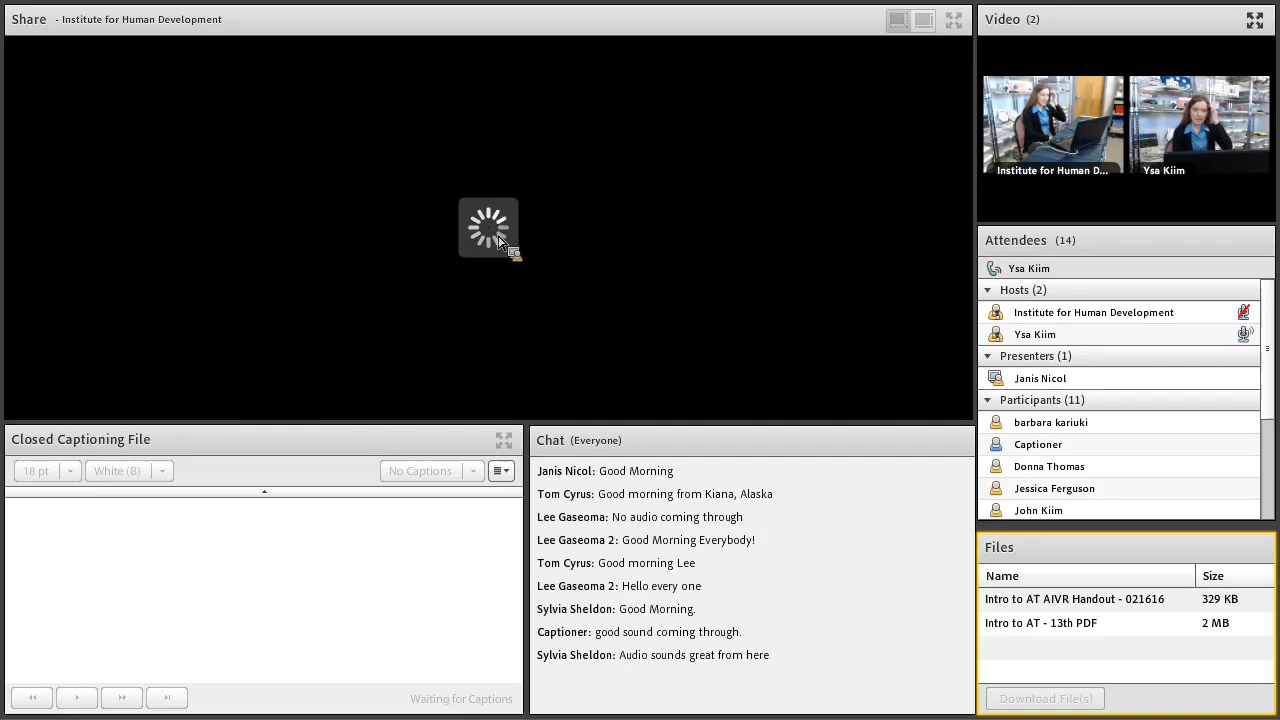 Share - Institute for Human Development
Video (2)
Institute for Human D...
Ysa Kiim
Attendees (14)
Ysa Kiim
Hosts (2)
Institute for Human Development
Ysa Kiim
Presenters (1)
Janis Nicol
Participants (11)
barbara kariuki
Captioner
Donna Thomas
Jessica Ferguson
John Kiim
Closed Captioning File
18 pt
White (B)
No Captions
Waiting for Captions
Chat (Everyone)
Janis Nicol: Good Morning
Tom Cyrus: Good morning from Kiana, Alaska
Lee Gaseoma: No audio coming through
Lee Gaseoma 2: Good Morning Everybody!
Tom Cyrus: Good morning Lee
Lee Gaseoma 2: Hello every one
Sylvia Sheldon: Good Morning.
Captioner: good sound coming through.
Sylvia Sheldon: Audio sounds great from here
Files
Name Size
Intro to AT AIVR Handout - 021616 329 KB
Intro to AT - 13th PDF 2 MB
Download File(s)